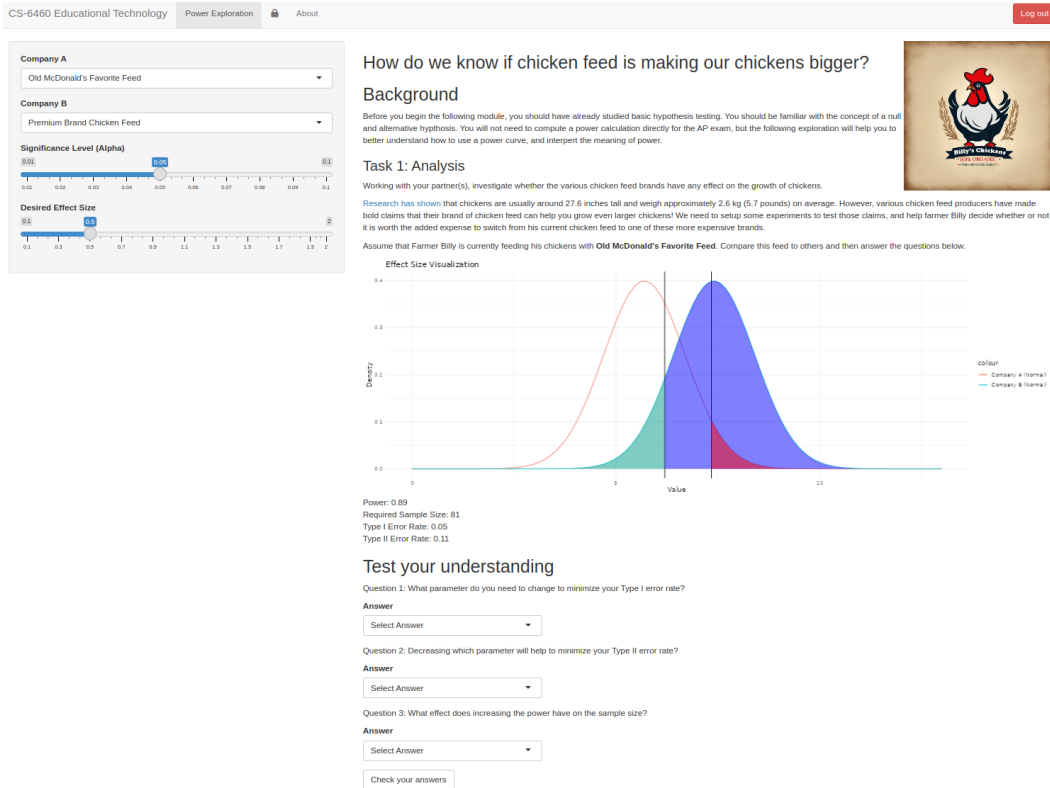 CS-6460 Educational Technology
Power Exploration
About
Log out
Company A
Old McDonald's Favorite Feed
Company B
Premium Brand Chicken Feed
Significance Level (Alpha)
0.01 0.05 0.1
0.01 0.02 0.03 0.04 0.05 0.06 0.07 0.08 0.09 0.1
Desired Effect Size
0.1 0.5 2
0.1 0.3 0.5 0.7 0.9 1.1 1.3 1.5 1.7 1.9 2
How do we know if chicken feed is making our chickens bigger?
Billy's Chickens
100% ORGANIC
Background
Before you begin the following module, you should have already studied basic hypothesis testing. You should be familiar with the concept of a null
and alternative hypthosis. You will not need to compute a power calculation directly for the AP exam, but the following exploration will help you to
better understand how to use a power curve, and interpert the meaning of power.
Task 1: Analysis
Working with your partner(s), investigate whether the various chicken feed brands have any effect on the growth of chickens.
Research has shown that chickens are usually around 27.6 inches tall and weigh approximately 2.6 kg (5.7 pounds) on average. However, various chicken feed producers have made
bold claims that their brand of chicken feed can help you grow even larger chickens! We need to setup some experiments to test those claims, and help farmer Billy decide whether or not
it is worth the added expense to switch from his current chicken feed to one of these more expensive brands.
Assume that Farmer Billy is currently feeding his chickens with Old McDonald's Favorite Feed. Compare this feed to others and then answer the questions below.
Effect Size Visualization
0.4
0.3
0.2
0.1
0.0
Density
0 5 10
Value
colour
Company A (Normal)
Company B (Normal)
Power: 0.89
Required Sample Size: 81
Type I Error Rate: 0.05
Type II Error Rate: 0.11
Test your understanding
Question 1: What parameter do you need to change to minimize your Type I error rate?
Answer
Select Answer
Question 2: Decreasing which parameter will help to minimize your Type II error rate?
Answer
Select Answer
Question 3: What effect does increasing the power have on the sample size?
Answer
Select Answer
Check your answers